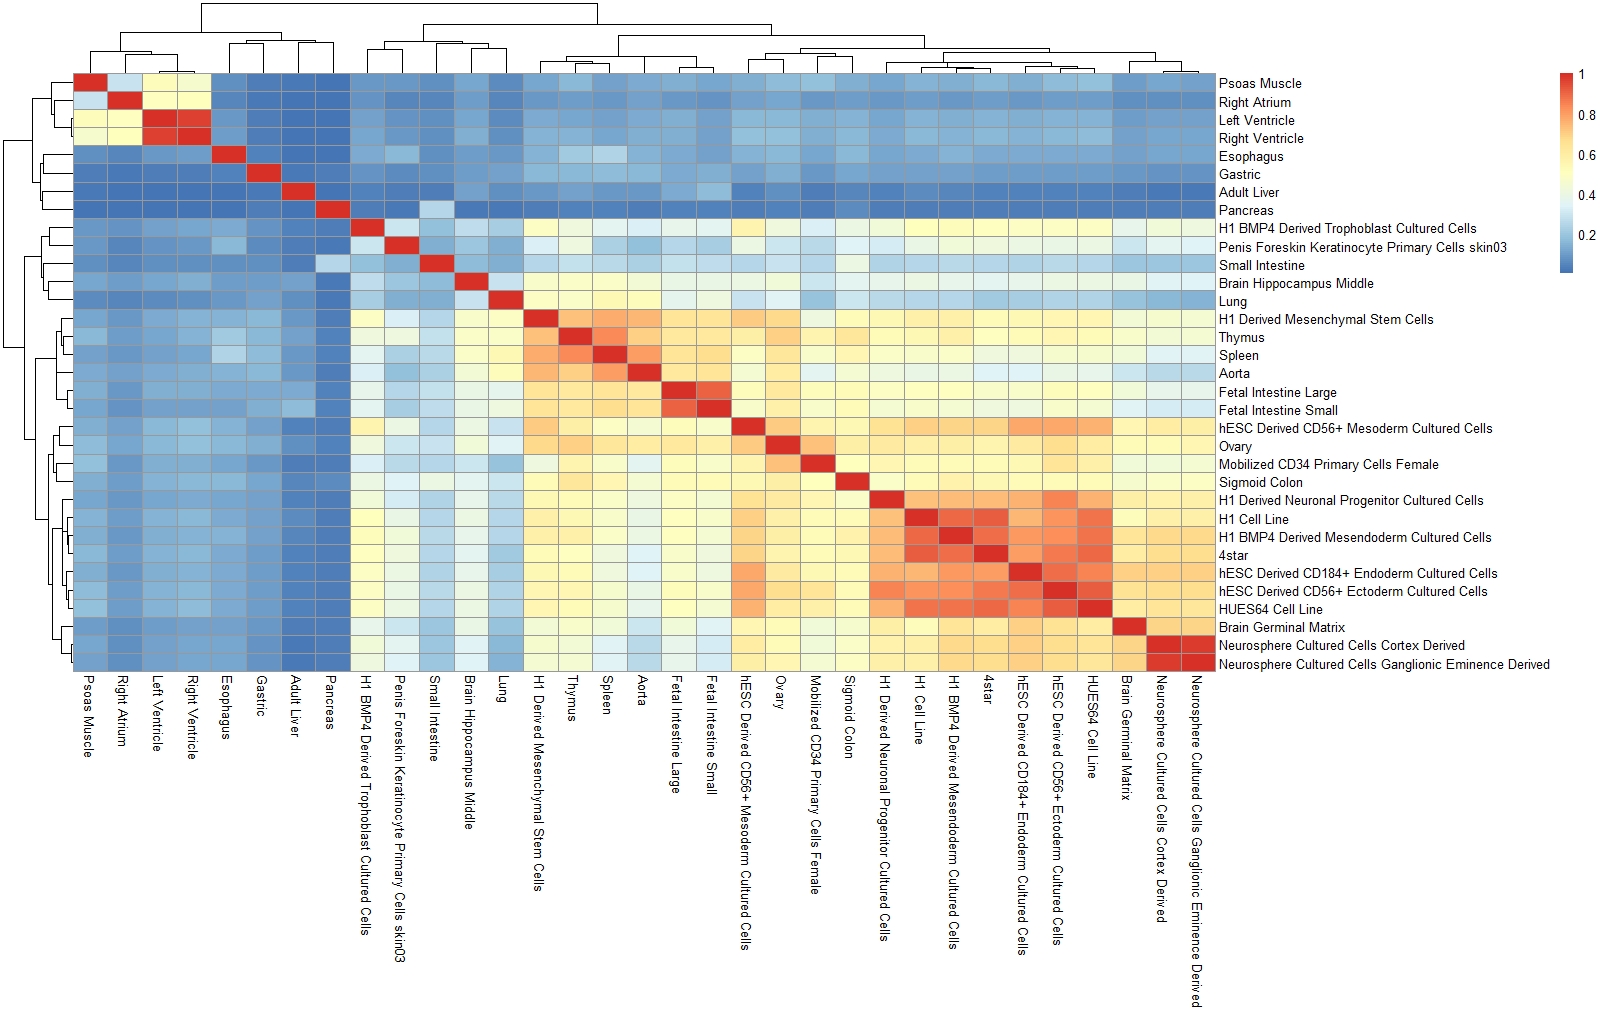 Psoas Muscle
Right Atrium
Left Ventricle
Right Ventricle
Esophagus
Gastric
Adult Liver
Pancreas
H1 BMP4 Derived Trophoblast Cultured Cells
Penis Foreskin Keratinocyte Primary Cells skin03
Small Intestine
Brain Hippocampus Middle
Lung
H1 Derived Mesenchymal Stem Cells
Thymus
Spleen
Aorta
Fetal Intestine Large
Fetal Intestine Small
hESC Derived CD56+ Mesoderm Cultured Cells
Ovary
Mobilized CD34 Primary Cells Female
Sigmoid Colon
H1 Derived Neuronal Progenitor Cultured Cells
H1 Cell Line
H1 BMP4 Derived Mesendoderm Cultured Cells
4star
hESC Derived CD184+ Endoderm Cultured Cells
hESC Derived CD56+ Ectoderm Cultured Cells
HUES64 Cell Line
Brain Germinal Matrix
Neurosphere Cultured Cells Cortex Derived
Neurosphere Cultured Cells Ganglionic Eminence Derived
1
0.8
0.6
0.4
0.2
Psoas Muscle
Right Atrium
Left Ventricle
Right Ventricle
Esophagus
Gastric
Adult Liver
Pancreas
H1 BMP4 Derived Trophoblast Cultured Cells
Penis Foreskin Keratinocyte Primary Cells skin03
Small Intestine
Brain Hippocampus Middle
Lung
H1 Derived Mesenchymal Stem Cells
Thymus
Spleen
Aorta
Fetal Intestine Large
Fetal Intestine Small
hESC Derived CD56+ Mesoderm Cultured Cells
Ovary
Mobilized CD34 Primary Cells Female
Sigmoid Colon
H1 Derived Neuronal Progenitor Cultured Cells
H1 Cell Line
H1 BMP4 Derived Mesendoderm Cultured Cells
4star
hESC Derived CD184+ Endoderm Cultured Cells
hESC Derived CD56+ Ectoderm Cultured Cells
HUES64 Cell Line
Brain Germinal Matrix
Neurosphere Cultured Cells Cortex Derived
Neurosphere Cultured Cells Ganglionic Eminence Derived